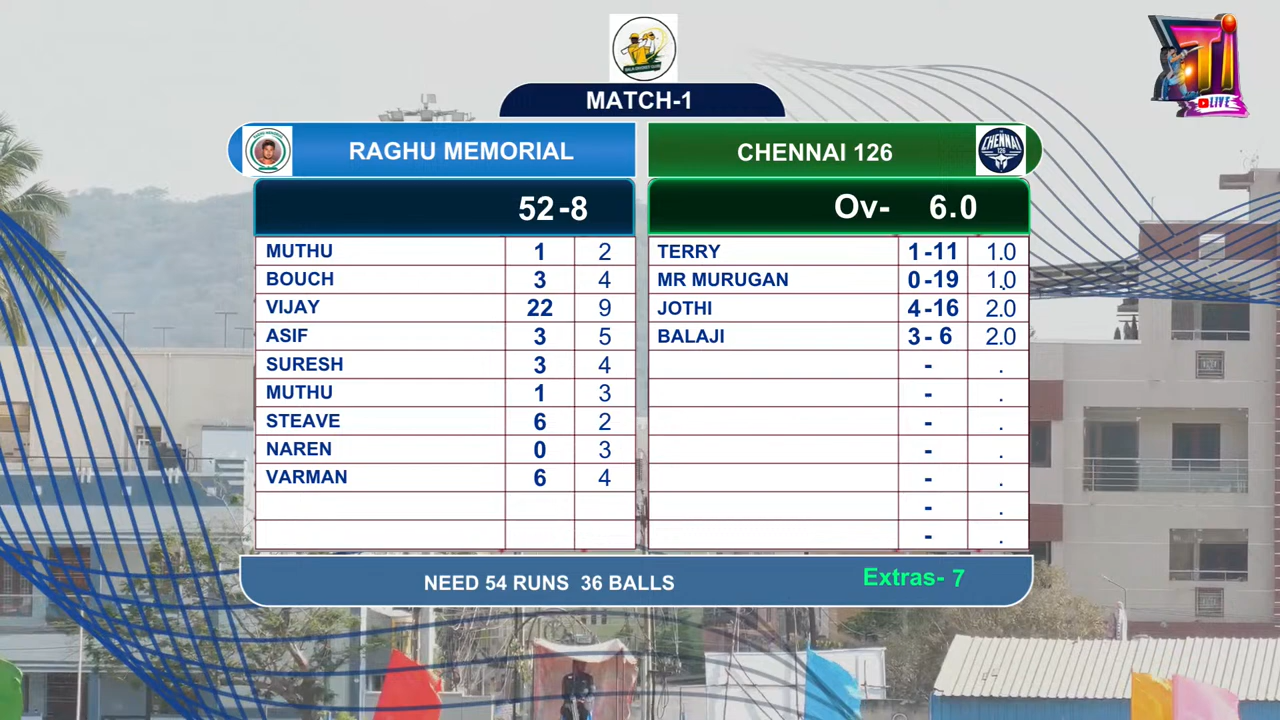 MATCH-1
TI
LIVE
RAGHU MEMORIAL
CHENNAI 126
CHENNAI
126
52-8
Ov- 6.0
MUTHU 1 2
BOUCH 3 4
VIJAY 22 9
ASIF 3 5
SURESH 3 4
MUTHU 1 3
STEAVE 6 2
NAREN 0 3
VARMAN 6 4
TERRY 1-11 1.0
MR MURUGAN 0-19 1.0
JOTHI 4-16 2.0
BALAJI 3- 6 2.0
- .
- .
- .
- .
- .
- .
- .
NEED 54 RUNS 36 BALLS
Extras- 7